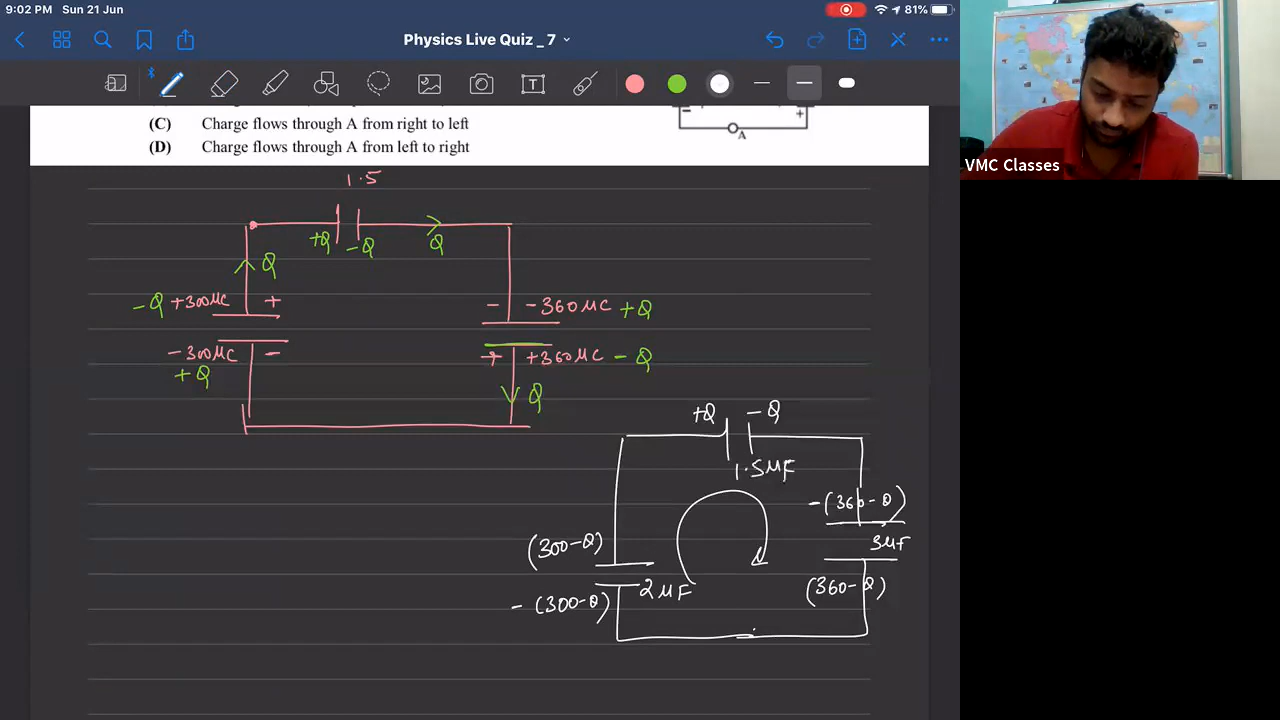 9:02 PM Sun 21 Jun
81%
Physics Live Quiz _ 7
T
(C) Charge flows through A from right to left
(D) Charge flows through A from left to right
− +
A
VMC Classes
1.5
+Q −Q Q
Q
−Q +300μC +
− −360μC +Q
−300μC −
+ +360μC −Q
+Q
Q
+Q −Q
1.5μF
−(360−Q)
(300−Q)
3μF
−(300−Q) 2μF
(360−Q)